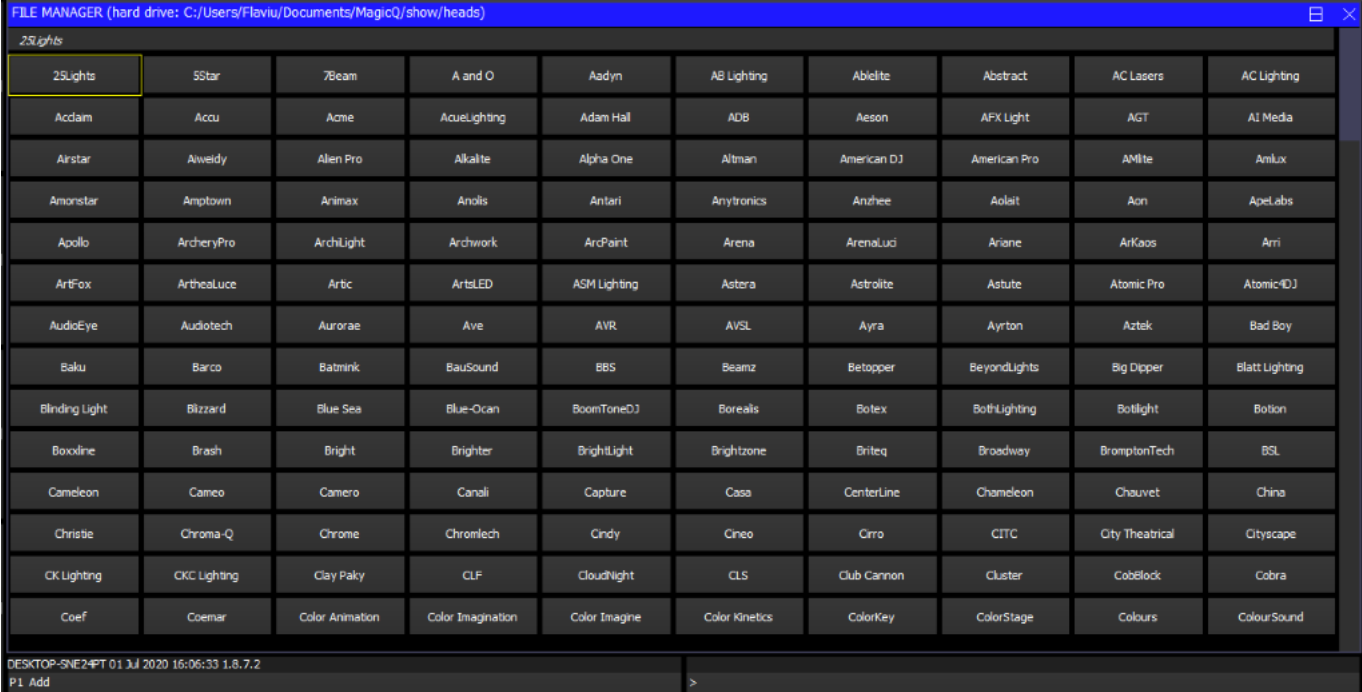 FILE MANAGER (hard drive: C:/Users/Flaviu/Documents/MagicQ/show/heads)
25Lights
25Lights 5Star 7Beam A and O Aadyn AB Lighting Ablelite Abstract AC Lasers AC Lighting
Acclaim Accu Acme AcueLighting Adam Hall ADB Aeson AFX Light AGT AI Media
Airstar Aiweidy Alien Pro Alkalite Alpha One Altman American DJ American Pro AMlite Amlux
Amonstar Amptown Animax Anolis Antari Anytronics Anzhee Aolait Aon ApeLabs
Apollo ArcheryPro ArchiLight Archwork ArcPaint Arena ArenaLuci Ariane ArKaos Arri
ArtFox ArtheaLuce Artic ArtsLED ASM Lighting Astera Astrolite Astute Atomic Pro Atomic4DJ
AudioEye Audiotech Aurorae Ave AVR AVSL Ayra Ayrton Aztek Bad Boy
Baku Barco Batmink BauSound BBS Beamz Betopper BeyondLights Big Dipper Blatt Lighting
Blinding Light Blizzard Blue Sea Blue-Ocan BoomToneDJ Borealis Botex BothLighting Botilight Botion
Boxxline Brash Bright Brighter BrightLight Brightzone Briteq Broadway BromptonTech BSL
Cameleon Cameo Camero Canali Capture Casa CenterLine Chameleon Chauvet China
Christie Chroma-Q Chrome Chromlech Cindy Cineo Cirro CITC City Theatrical Cityscape
CK Lighting CKC Lighting Clay Paky CLF CloudNight CLS Club Cannon Cluster CobBlock Cobra
Coef Coemar Color Animation Color Imagination Color Imagine Color Kinetics ColorKey ColorStage Colours ColourSound
DESKTOP-SNE24PT 01 Jul 2020 16:06:33 1.8.7.2
P1 Add >